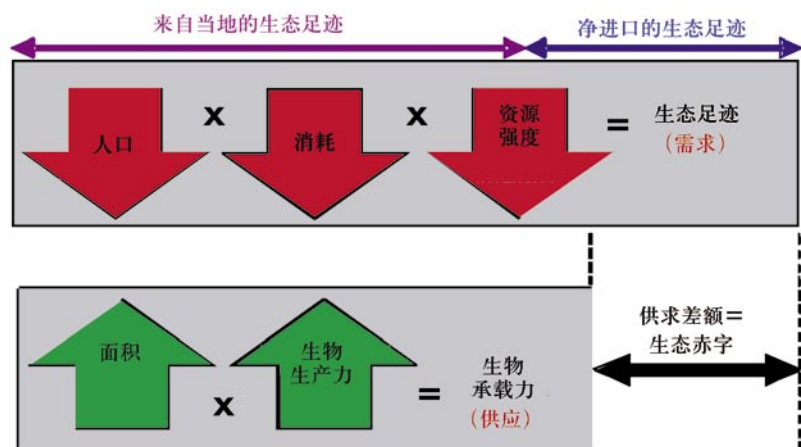 来自当地的生态足迹
净进口的生态足迹
人口
x
消耗
x
资源
强度
=
生态足迹
(需求)
面积
x
生物
生产力
=
生物
承载力
(供应)
供求差额=
生态赤字